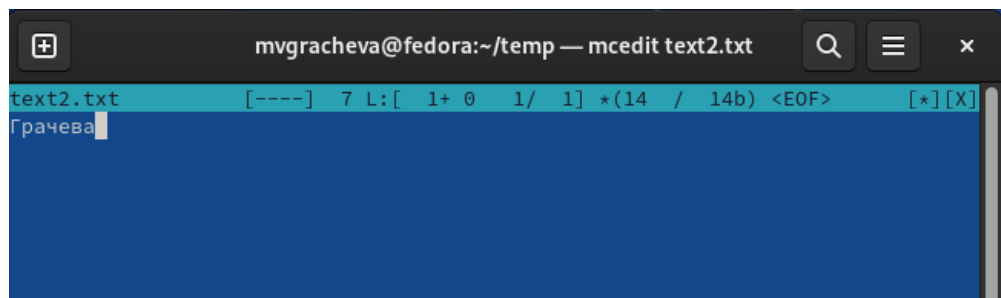 mvgracheva@fedora:~/temp — mcedit text2.txt
text2.txt [----] 7 L:[ 1+ 0 1/ 1] *(14 / 14b) <EOF> [*][X]
Грачева